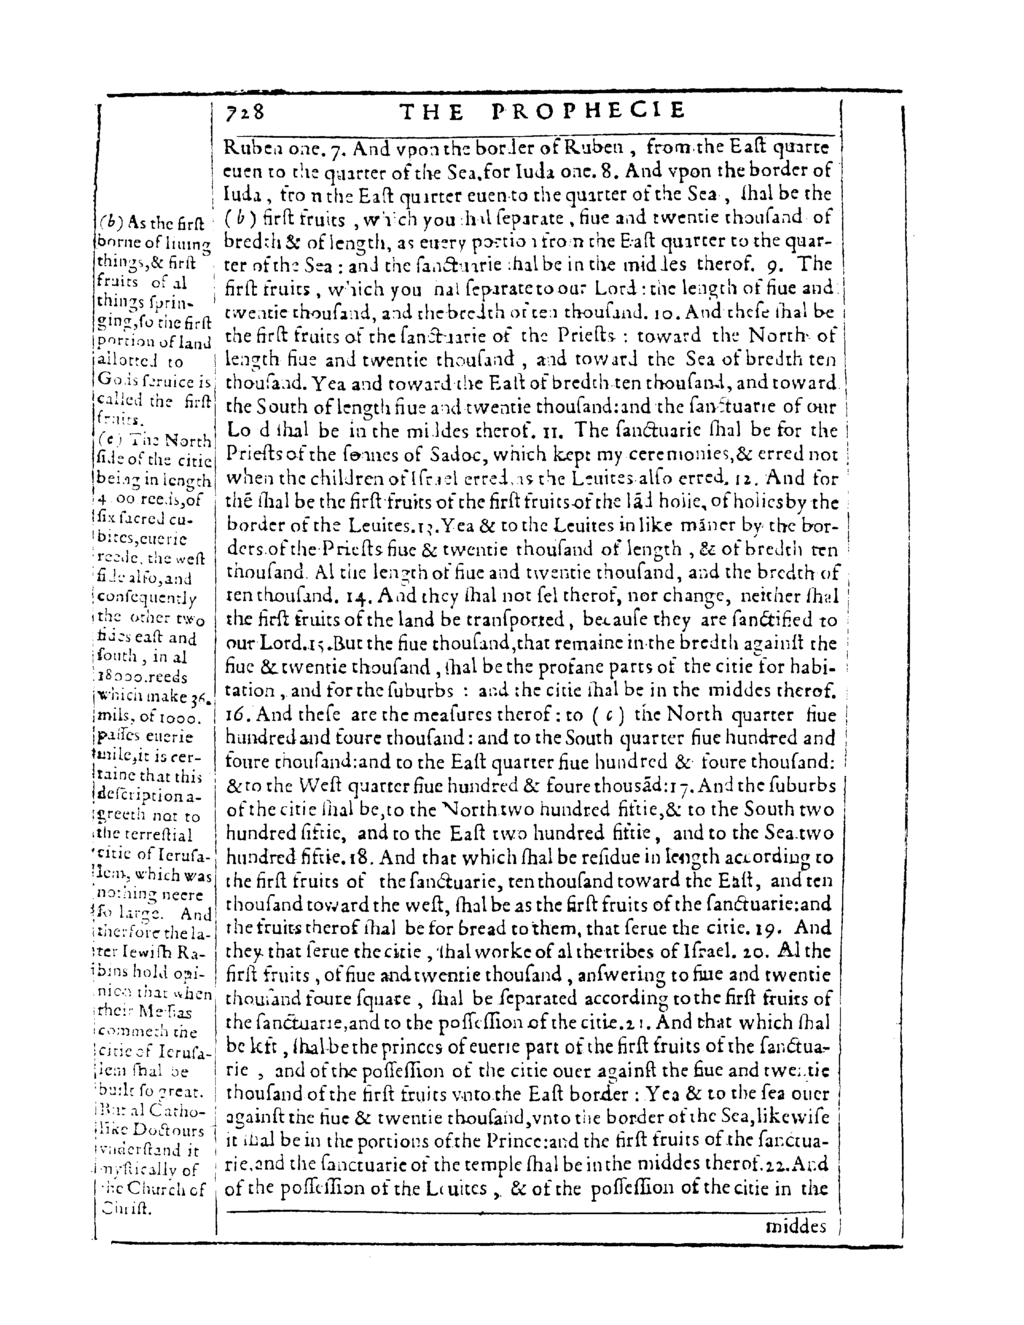 728 THE PROPHECIE
Ruben one. 7. And vpon the border of Ruben, from the Eaſt quarte
euen to the quarter of the Sea, for Iuda one. 8. And vpon the border of
Iuda, from the Eaſt quarter euen to the quarter of the Sea, ſhal be the
(b) firſt fruits, which you ſhal ſeparate, fiue and twentie thouſand of
bredth & of length, as euery portion from the Eaſt quarter to the quar-
ter of the Sea: and the ſanctuarie ſhal be in the middes therof. 9. The
firſt fruits, which you ſhal ſeparate to our Lord: the length of fiue and
twentie thouſand, and the bredth of ten thouſand. 10. And theſe ſhal be
the firſt fruits of the ſanctuarie of the Prieſts: toward the North of
length fiue and twentie thouſand, and toward the Sea of bredth ten
thouſand. Yea and toward the Eaſt of bredth ten thouſand, and toward
the South of length fiue and twentie thouſand: and the ſanctuarie of our
Lord ſhal be in the middes therof. 11. The ſanctuarie ſhal be for the
Prieſts of the ſonnes of Sadoc, which kept my ceremonies, & erred not
when the children of Iſrael erred, as the Leuites alſo erred. 12. And for
thē ſhal be the firſt fruits of the firſt fruits of the lād holie, of holies by the
border of the Leuites. 13. Yea & to the Leuites in like māner by the bor-
ders of the Prieſts fiue & twentie thouſand of length, & of bredth ten
thouſand. Al the length of fiue and twentie thouſand, and the bredth of
ten thouſand. 14. And they ſhal not ſel therof, nor change, neither ſhal
the firſt fruits of the land be tranſported, becauſe they are ſanctified to
our Lord. 15. But the fiue thouſand, that remaine in the bredth againſt the
fiue & twentie thouſand, ſhal be the profane parts of the citie for habi-
tation, and for the ſuburbs: and the citie ſhal be in the middes therof.
16. And theſe are the meaſures therof: to (c) the North quarter fiue
hundred and foure thouſand: and to the South quarter fiue hundred and
foure thouſand: and to the Eaſt quarter fiue hundred & foure thouſand:
& to the Weſt quarter fiue hundred & foure thousād: 17. And the ſuburbs
of the citie ſhal be, to the North two hundred fiftie, & to the South two
hundred fiftie, and to the Eaſt two hundred fiftie, and to the Sea two
hundred fiftie. 18. And that which ſhal be reſidue in length according to
the firſt fruits of the ſanctuarie, ten thouſand toward the Eaſt, and ten
thouſand toward the weſt, ſhal be as the firſt fruits of the ſanctuarie: and
the fruits therof ſhal be for bread to them, that ſerue the citie. 19. And
they that ſerue the citie, ſhal worke of al the tribes of Iſrael. 20. Al the
firſt fruits, of fiue and twentie thouſand, anſwering to fiue and twentie
thouſand foure ſquare, ſhal be ſeparated according to the firſt fruits of
the ſanctuarie, and to the poſſeſſion of the citie. 21. And that which ſhal
be left, ſhal be the princes of euerie part of the firſt fruits of the ſanctua-
rie, and of the poſſeſſion of the citie ouer againſt the fiue and twentie
thouſand of the firſt fruits vnto the Eaſt border: Yea & to the ſea ouer
againſt the fiue & twentie thouſand, vnto the border of the Sea, likewiſe
it ſhal be in the portions of the Prince: and the firſt fruits of the ſanctua-
rie, and the ſanctuarie of the temple ſhal be in the middes therof. 22. And
of the poſſeſſion of the Leuites, & of the poſſeſſion of the citie in the
middes
(b) As the firſt
borne of liuing
things, & firſt
fruits of al
things ſprin-
ging, ſo the firſt
portion of land
allotted to
Gods ſeruice is
called the firſt
fruits.
(c) The North
ſide of the citie
being in length
4 00 reeds, of
ſix ſacred cu-
bites, euerie
reede, the weſt
ſide alſo, and
conſequently
the other two
ſides eaſt and
ſouth, in al
18000. reeds
which make 36.
mils, of 1000.
paſſes euerie
mile, it is cer-
taine that this
deſcription a-
greeth not to
the terreſtial
citie of Ieruſa-
lem, which was
nothing neere
ſo large. And
therfore the la-
ter Iewiſh Ra-
bins hold opi-
nion that when
their Meſſias
commeth the
citie of Ieruſa-
lem ſhal be
built ſo great.
But al Catho-
like Doctours
vnderſtand it
myſtically of
the Church of
Chriſt.